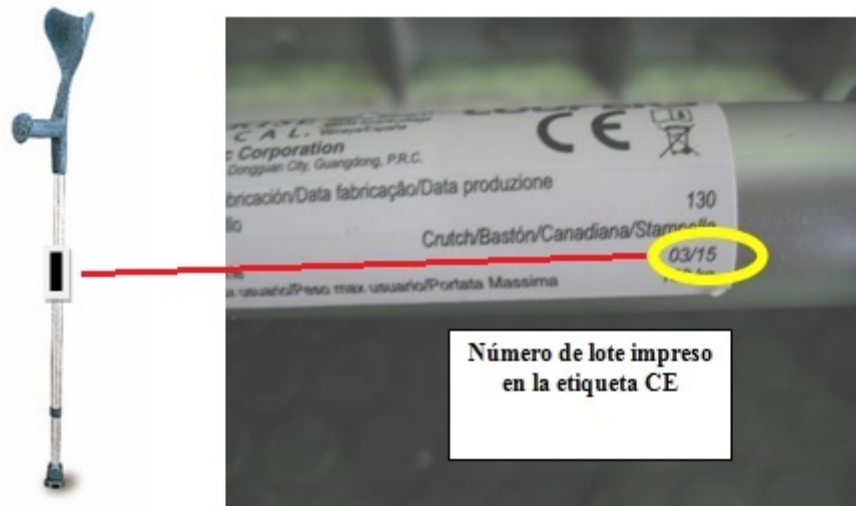 C A L.
c Corporation
Dongguan City, Guangdong, P.R.C.
CE
bricación/Data fabricação/Data produzione
130
Crutch/Bastón/Canadiana/Stampella
03/15
usuario/Peso max usuario/Portata Massima
Número de lote impreso
en la etiqueta CE